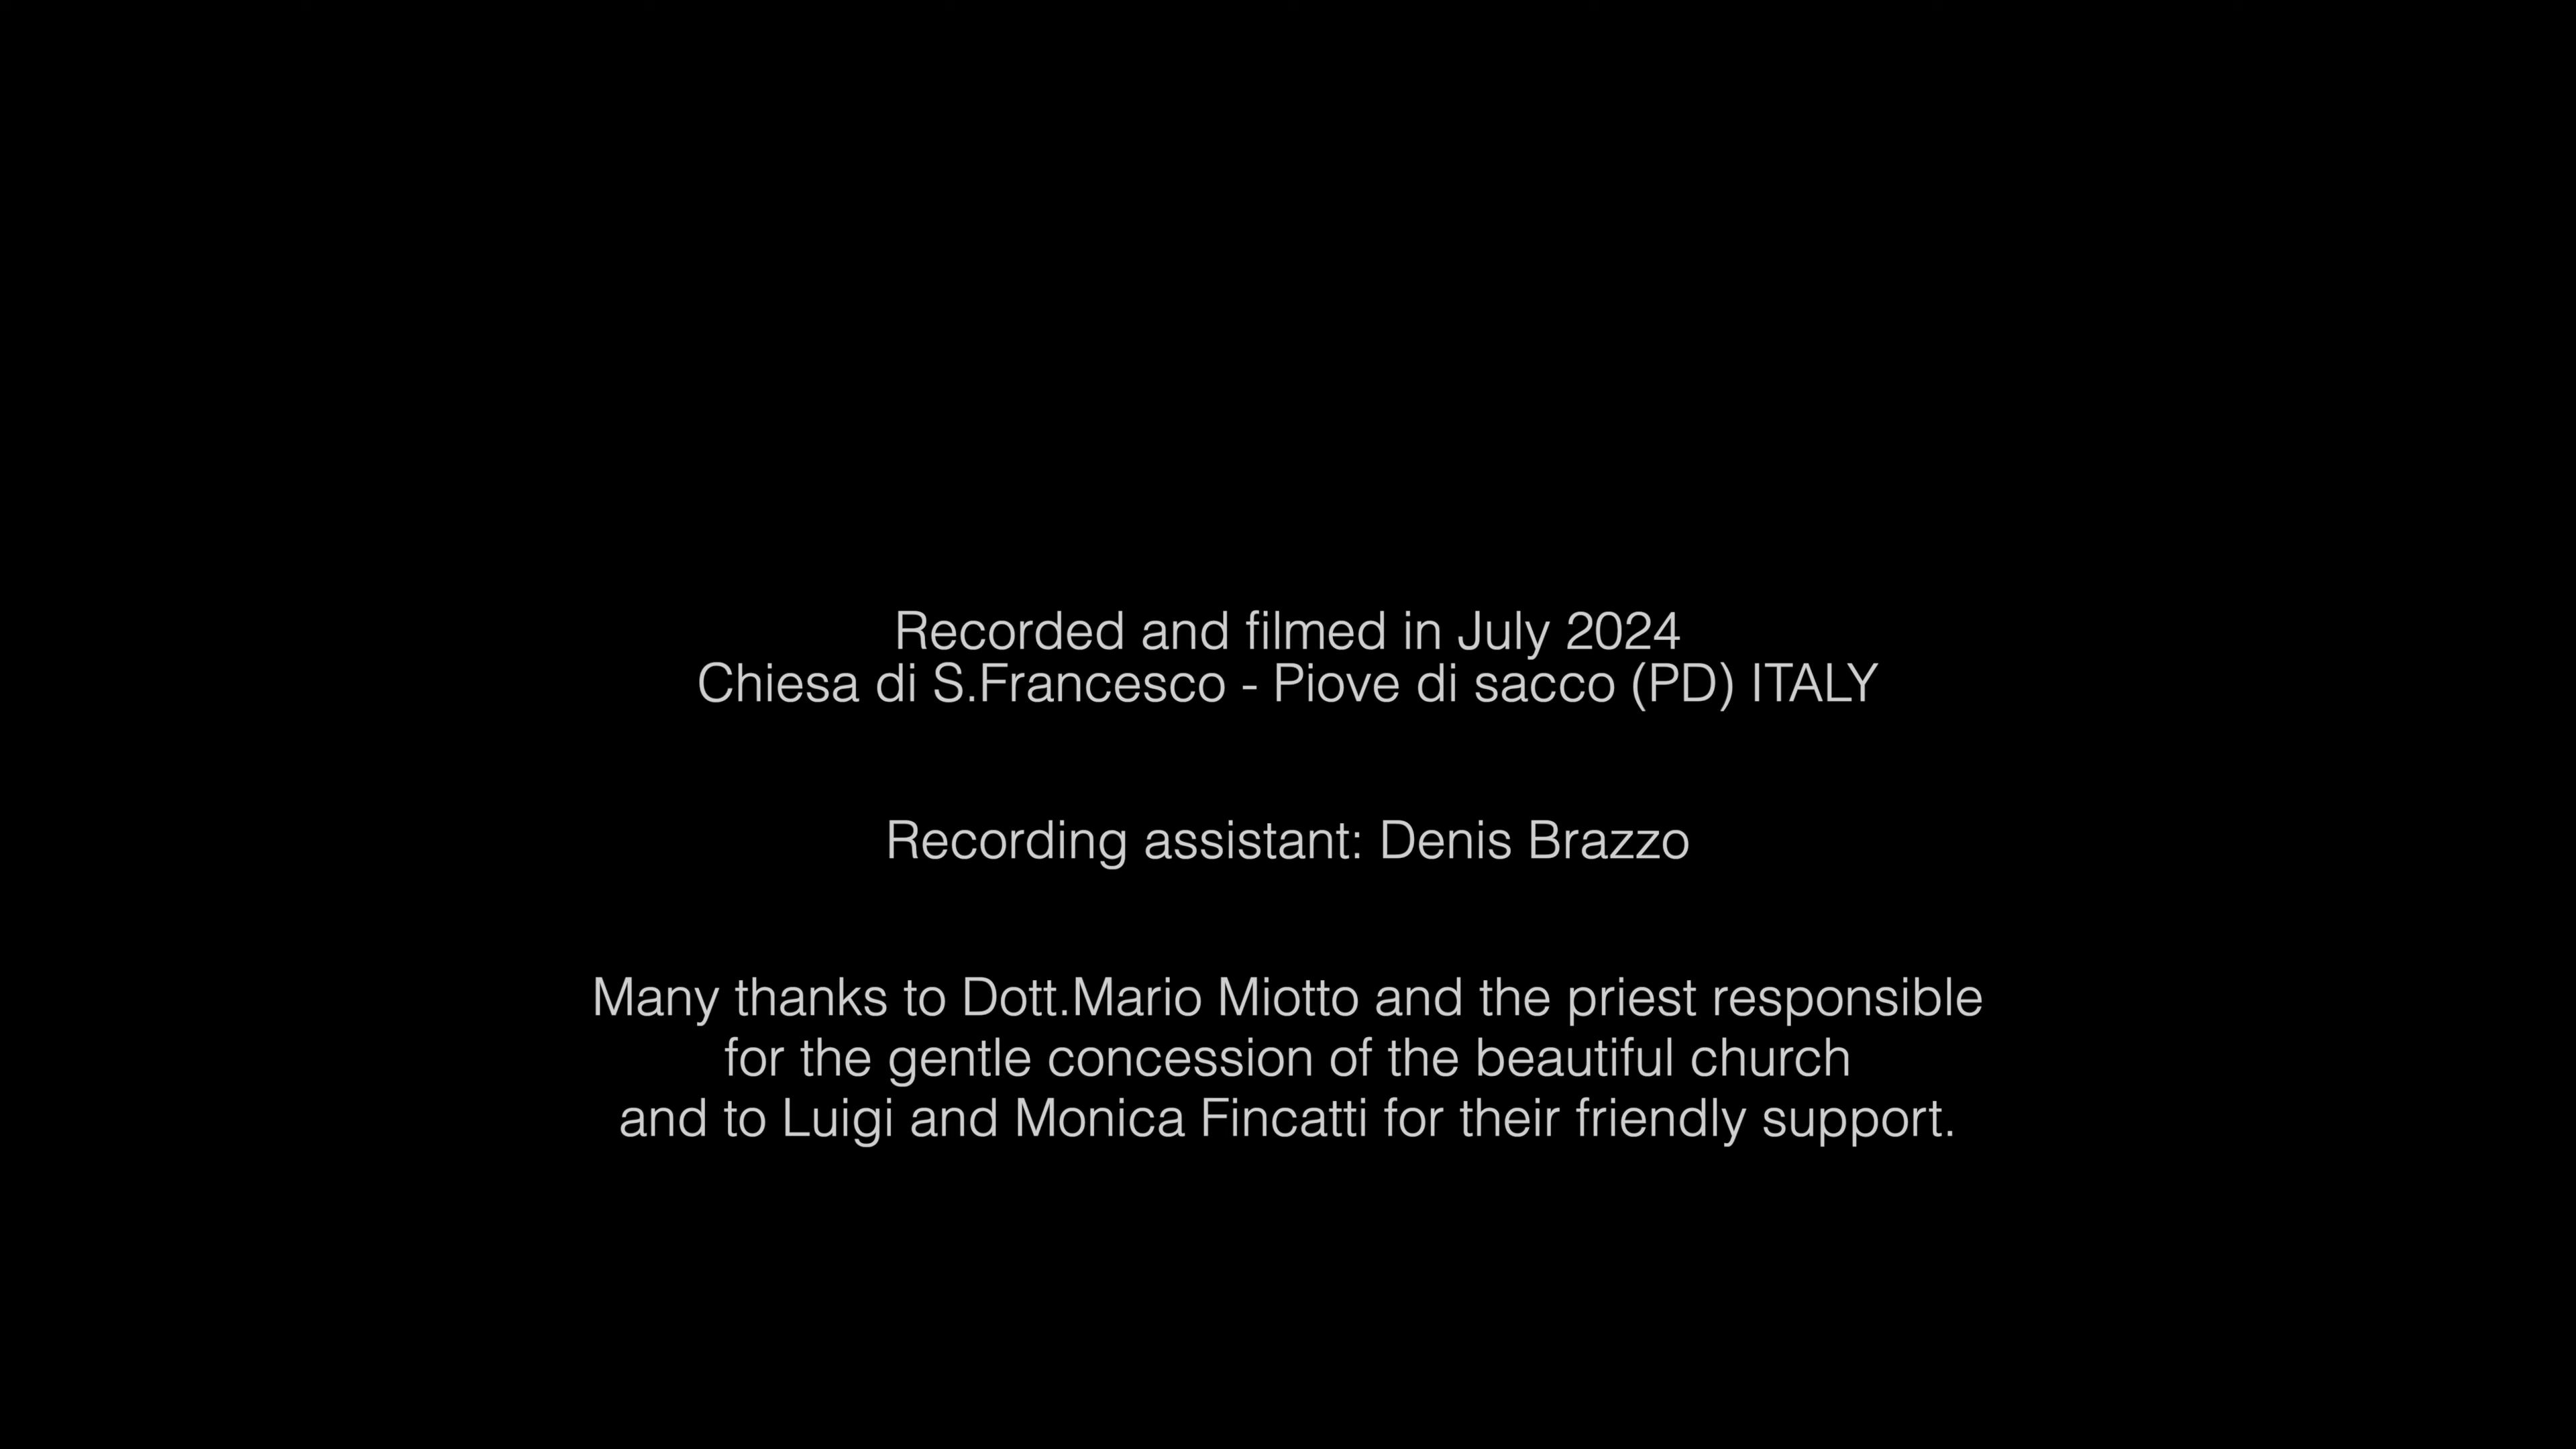 Recorded and filmed in July 2024
Chiesa di S.Francesco - Piove di sacco (PD) ITALY
Recording assistant: Denis Brazzo
Many thanks to Dott.Mario Miotto and the priest responsible
for the gentle concession of the beautiful church
and to Luigi and Monica Fincatti for their friendly support.